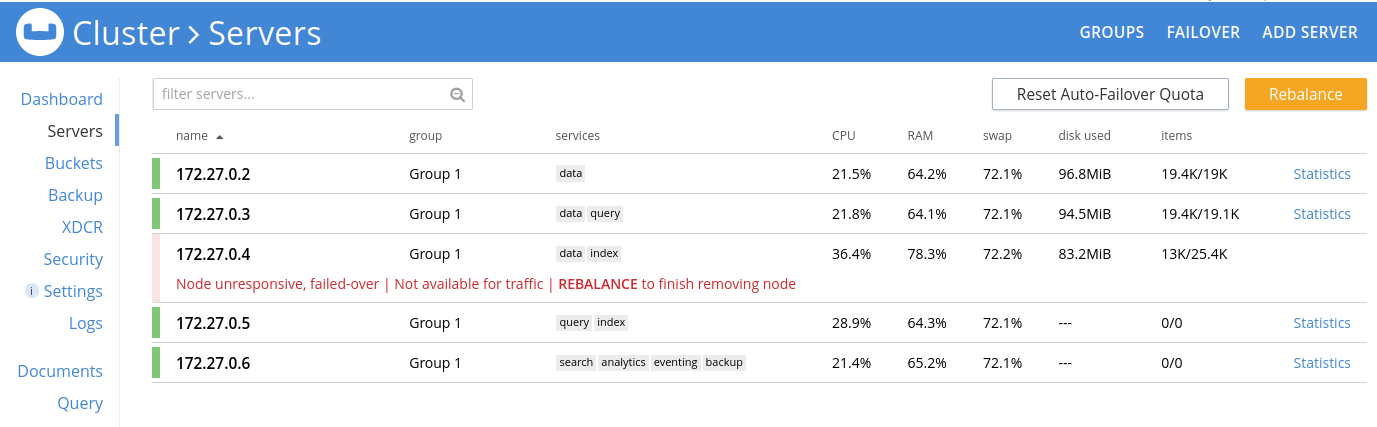 Cluster > Servers GROUPS FAILOVER ADD SERVER
Dashboard
Servers
Buckets
Backup
XDCR
Security
i Settings
Logs
Documents
Query
filter servers... Reset Auto-Failover Quota Rebalance
name group services CPU RAM swap disk used items
172.27.0.2 Group 1 data 21.5% 64.2% 72.1% 96.8MiB 19.4K/19K Statistics
172.27.0.3 Group 1 data query 21.8% 64.1% 72.1% 94.5MiB 19.4K/19.1K Statistics
172.27.0.4 Group 1 data index 36.4% 78.3% 72.2% 83.2MiB 13K/25.4K
Node unresponsive, failed-over | Not available for traffic | REBALANCE to finish removing node
172.27.0.5 Group 1 query index 28.9% 64.3% 72.1% --- 0/0 Statistics
172.27.0.6 Group 1 search analytics eventing backup 21.4% 65.2% 72.1% --- 0/0 Statistics